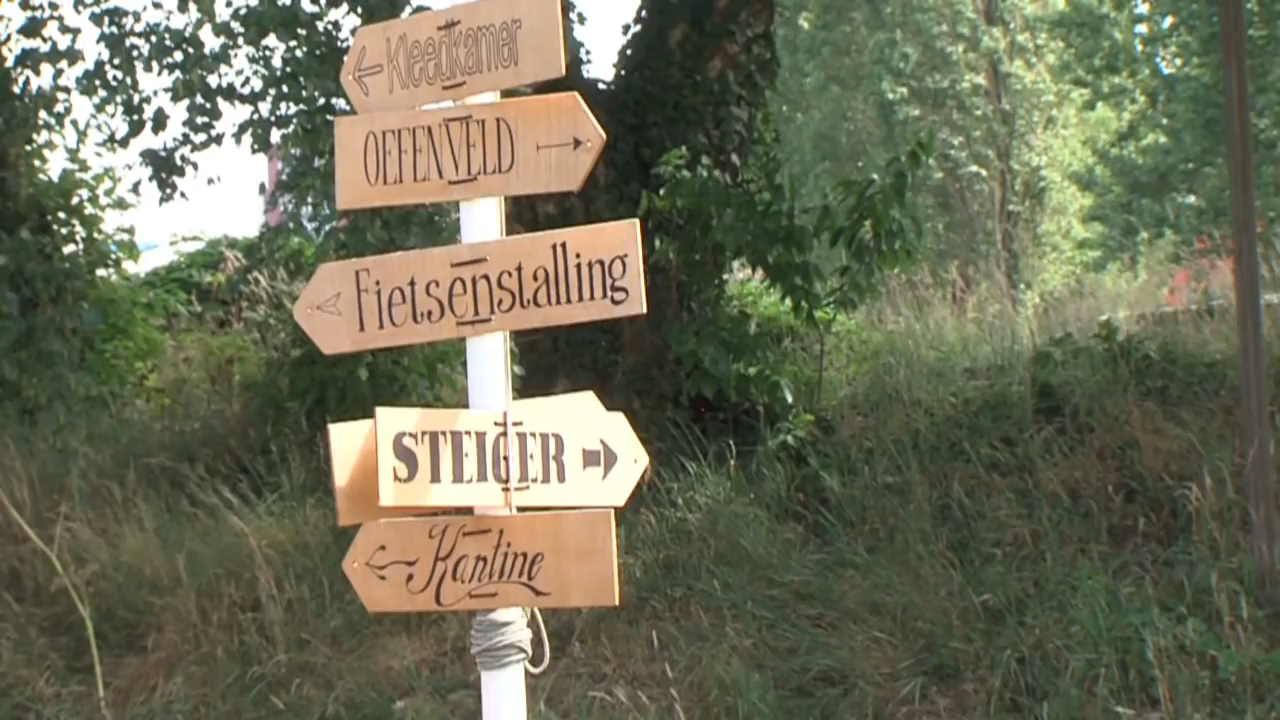 Kleedkamer
OEFENVELD
Fietsenstalling
STEIGER
Kantine